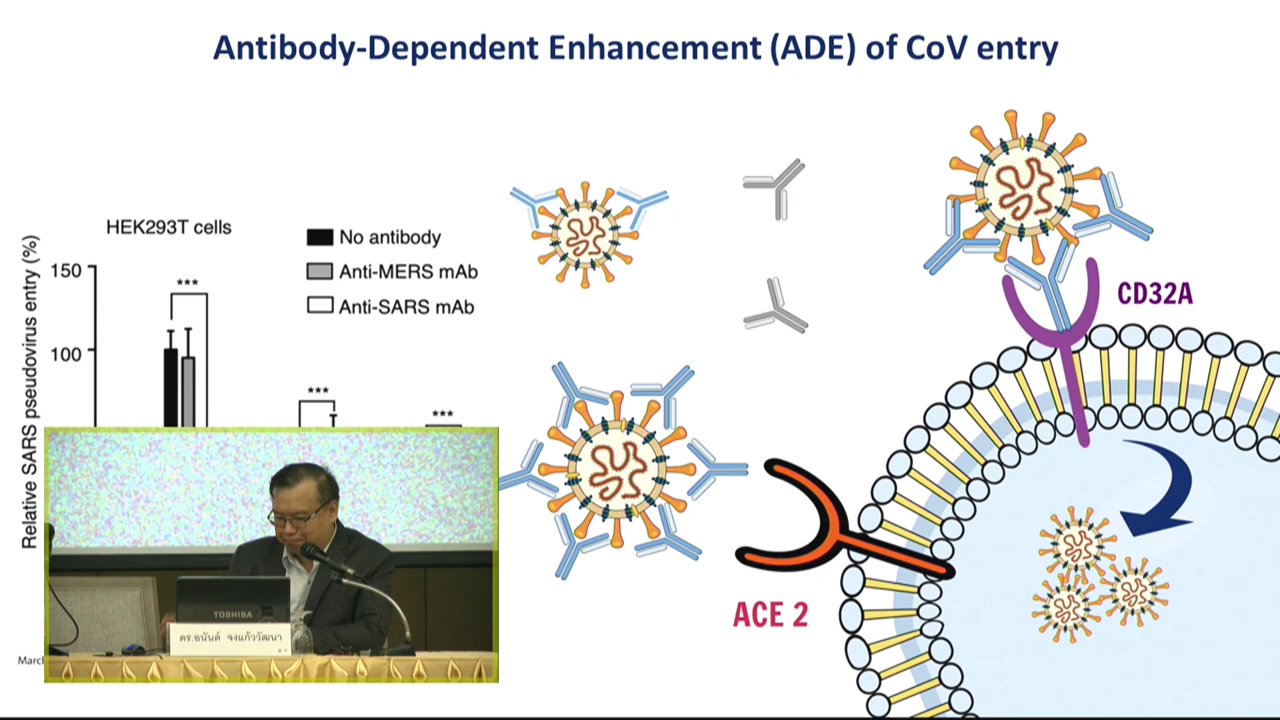 Antibody-Dependent Enhancement (ADE) of CoV entry
HEK293T cells
No antibody
Anti-MERS mAb
Anti-SARS mAb
Relative SARS pseudovirus entry (%)
150
100
***
***
***
CD32A
ACE 2
TOSHIBA
ดร.อนันต์ จงแก้ววัฒนา